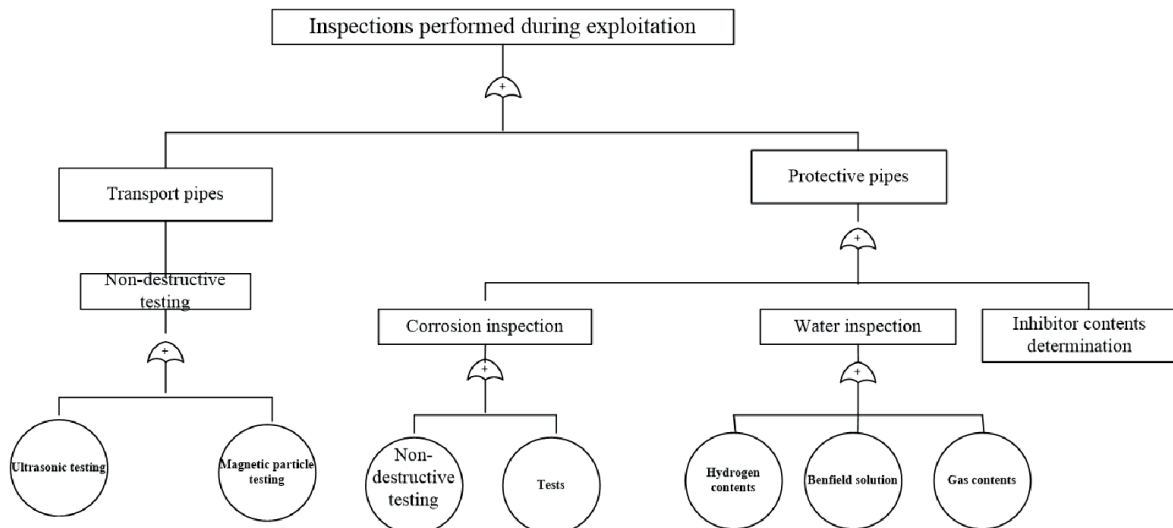 Inspections performed during exploitation
+
Transport pipes
Protective pipes
+
Non-destructive
testing
Corrosion inspection
Water inspection
Inhibitor contents
determination
+
+
+
Ultrasonic testing
Magnetic particle
testing
Non-
destructive
testing
Tests
Hydrogen
contents
Benfield solution
Gas contents